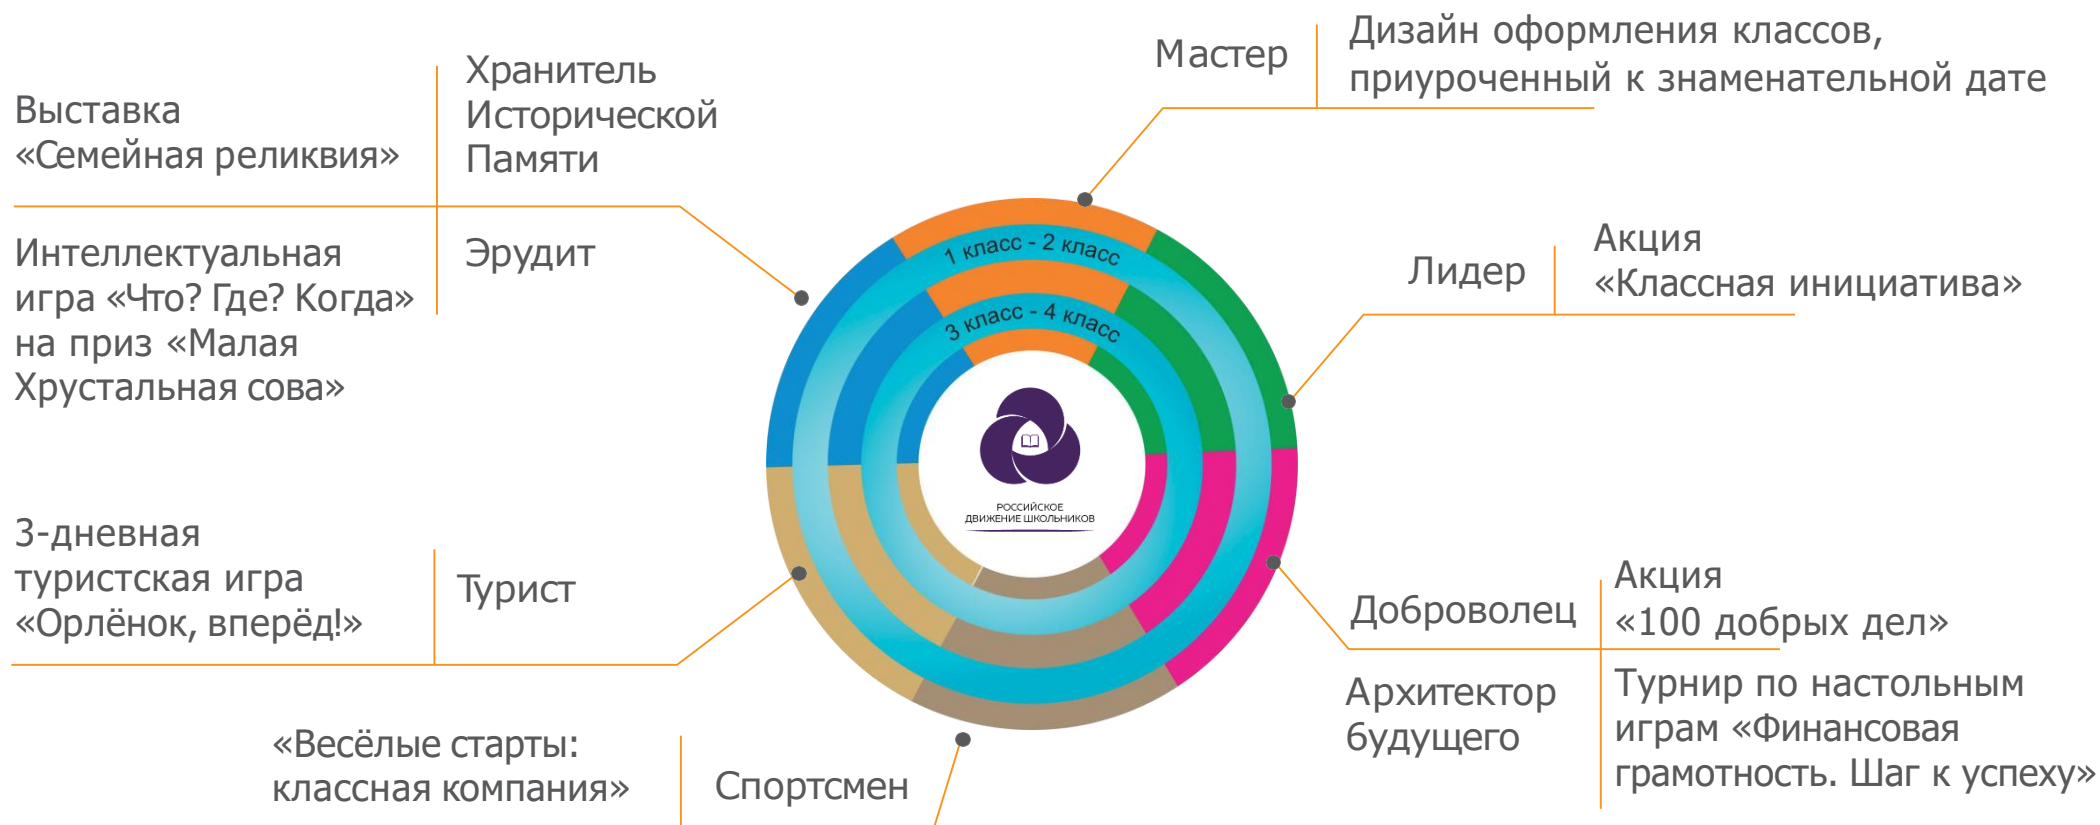 Выставка
«Семейная реликвия»
Хранитель
Исторической
Памяти
Интеллектуальная
игра «Что? Где? Когда»
на приз «Малая
Хрустальная сова»
Эрудит
3-дневная
туристская игра
«Орлёнок, вперёд!»
Турист
«Весёлые старты:
классная компания»
Спортсмен
1 класс - 2 класс
3 класс - 4 класс
РОССИЙСКОЕ
ДВИЖЕНИЕ ШКОЛЬНИКОВ
Мастер
Дизайн оформления классов,
приуроченный к знаменательной дате
Лидер
Акция
«Классная инициатива»
Доброволец
Акция
«100 добрых дел»
Архитектор
будущего
Турнир по настольным
играм «Финансовая
грамотность. Шаг к успеху»